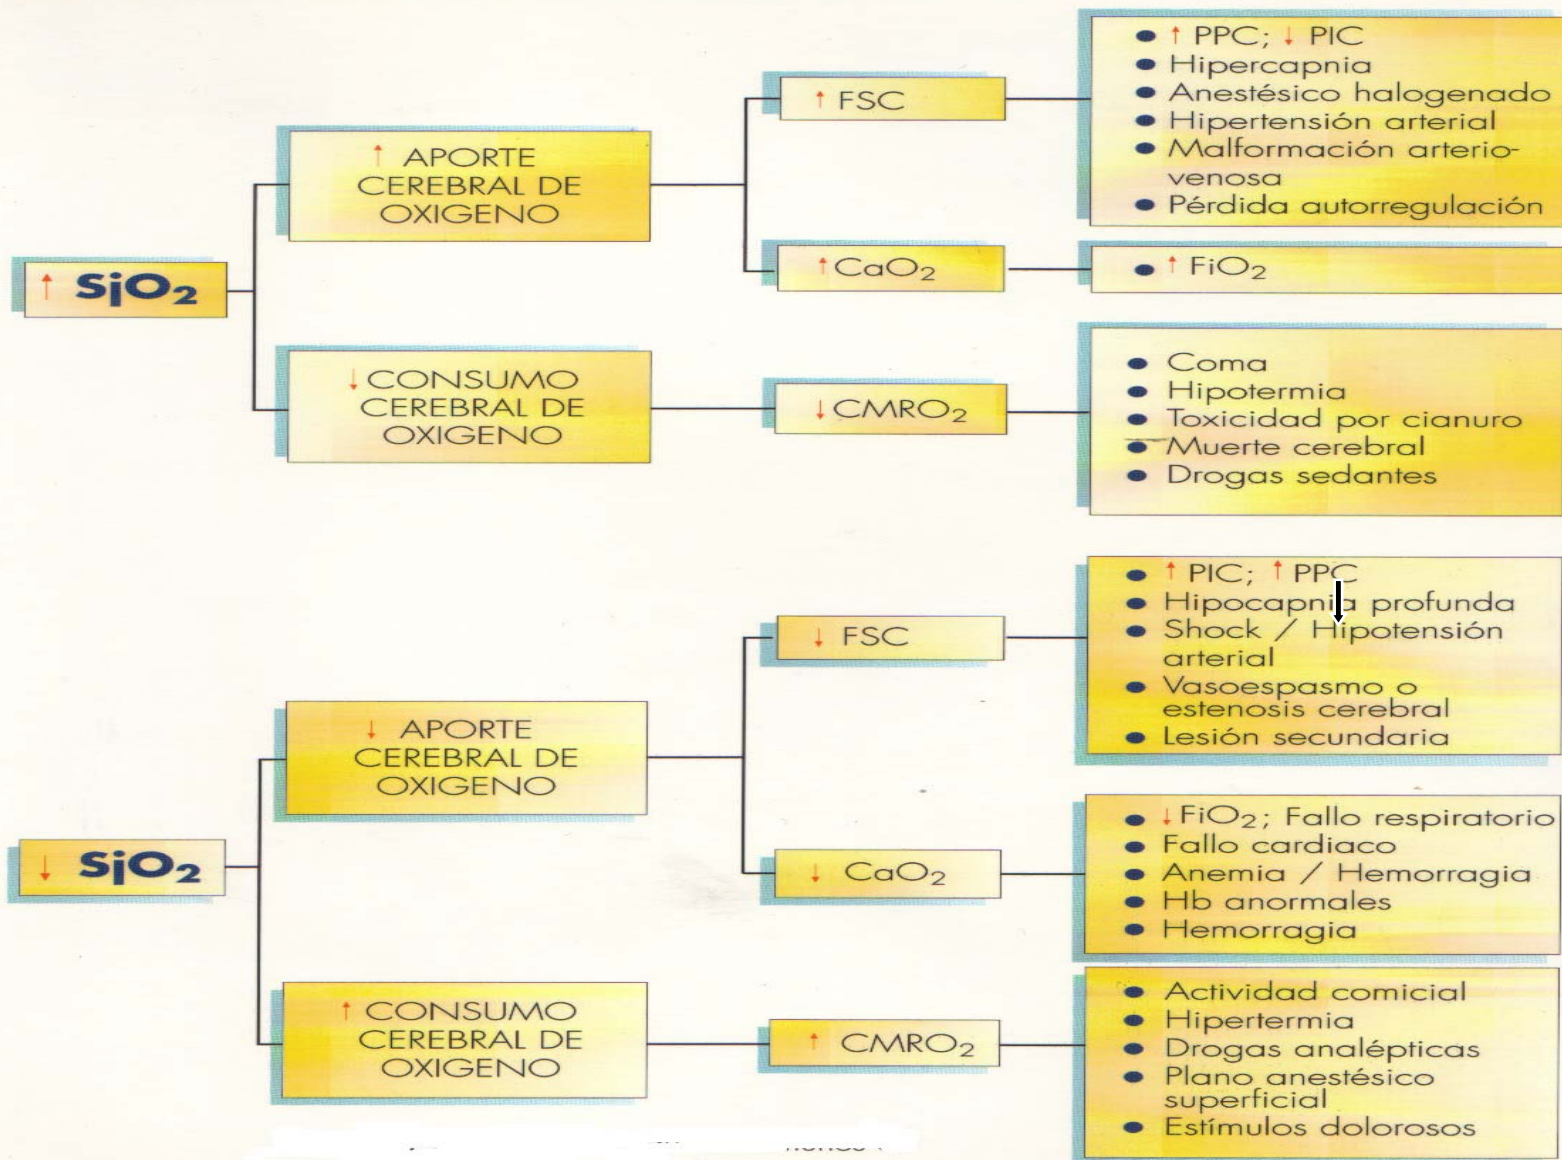 ↑ SjO₂
↑ APORTE
CEREBRAL DE
OXIGENO
↑ FSC
• ↑ PPC; ↓ PIC
• Hipercapnia
• Anestésico halogenado
• Hipertensión arterial
• Malformación arterio-
venosa
• Pérdida autorregulación
↑ CaO₂
• ↑ FiO₂
↓ CONSUMO
CEREBRAL DE
OXIGENO
↓ CMRO₂
• Coma
• Hipotermia
• Toxicidad por cianuro
• Muerte cerebral
• Drogas sedantes
↓ SjO₂
↓ APORTE
CEREBRAL DE
OXIGENO
↓ FSC
• ↑ PIC; ↑ PPC
• Hipocapnia profunda
• Shock / Hipotensión
arterial
• Vasoespasmo o
estenosis cerebral
• Lesión secundaria
↓ CaO₂
• ↓ FiO₂; Fallo respiratorio
• Fallo cardiaco
• Anemia / Hemorragia
• Hb anormales
• Hemorragia
↑ CONSUMO
CEREBRAL DE
OXIGENO
↑ CMRO₂
• Actividad comicial
• Hipertermia
• Drogas analépticas
• Plano anestésico
superficial
• Estímulos dolorosos